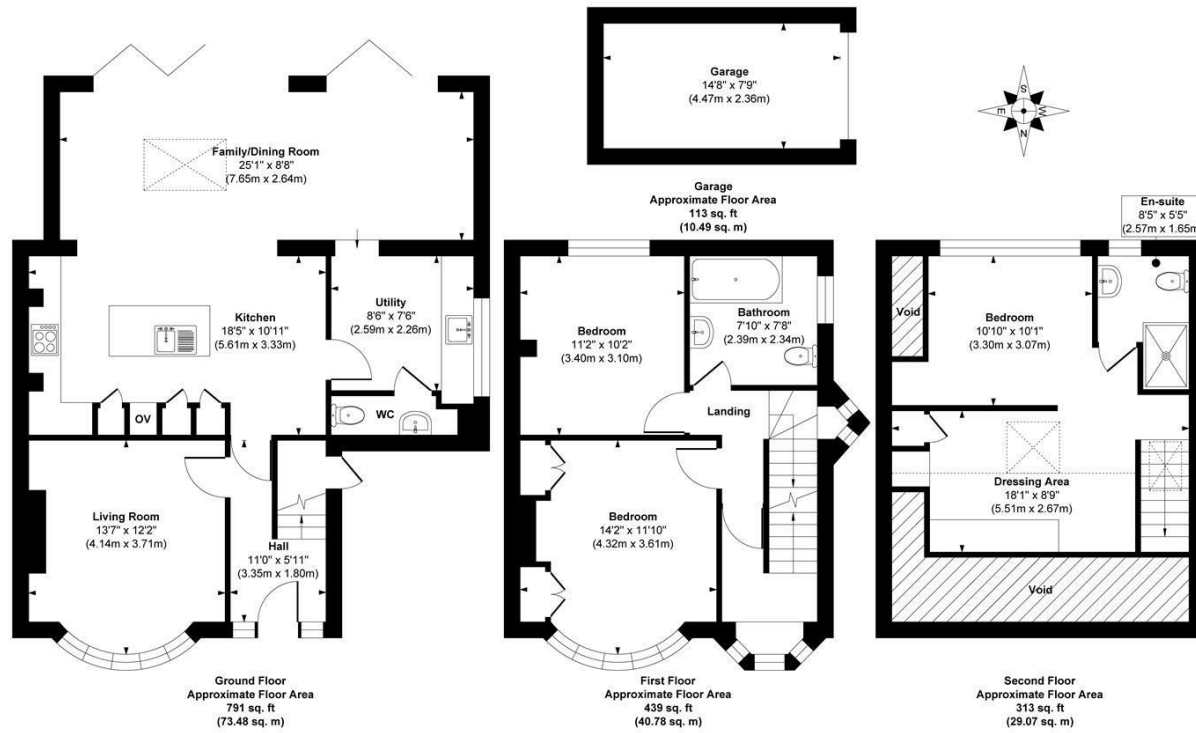 Family/Dining Room
25'1" x 8'8"
(7.65m x 2.64m)
Kitchen
18'5" x 10'11"
(5.61m x 3.33m)
Utility
8'6" x 7'6"
(2.59m x 2.26m)
OV
WC
Living Room
13'7" x 12'2"
(4.14m x 3.71m)
Hall
11'0" x 5'11"
(3.35m x 1.80m)
Ground Floor
Approximate Floor Area
791 sq. ft
(73.48 sq. m)
Garage
14'8" x 7'9"
(4.47m x 2.36m)
Garage
Approximate Floor Area
113 sq. ft
(10.49 sq. m)
S
E
W
N
Bedroom
11'2" x 10'2"
(3.40m x 3.10m)
Bathroom
7'10" x 7'8"
(2.39m x 2.34m)
Landing
Bedroom
14'2" x 11'10"
(4.32m x 3.61m)
First Floor
Approximate Floor Area
439 sq. ft
(40.78 sq. m)
En-suite
8'5" x 5'5"
(2.57m x 1.65m
Void
Bedroom
10'10" x 10'1"
(3.30m x 3.07m)
Dressing Area
18'1" x 8'9"
(5.51m x 2.67m)
Void
Second Floor
Approximate Floor Area
313 sq. ft
(29.07 sq. m)